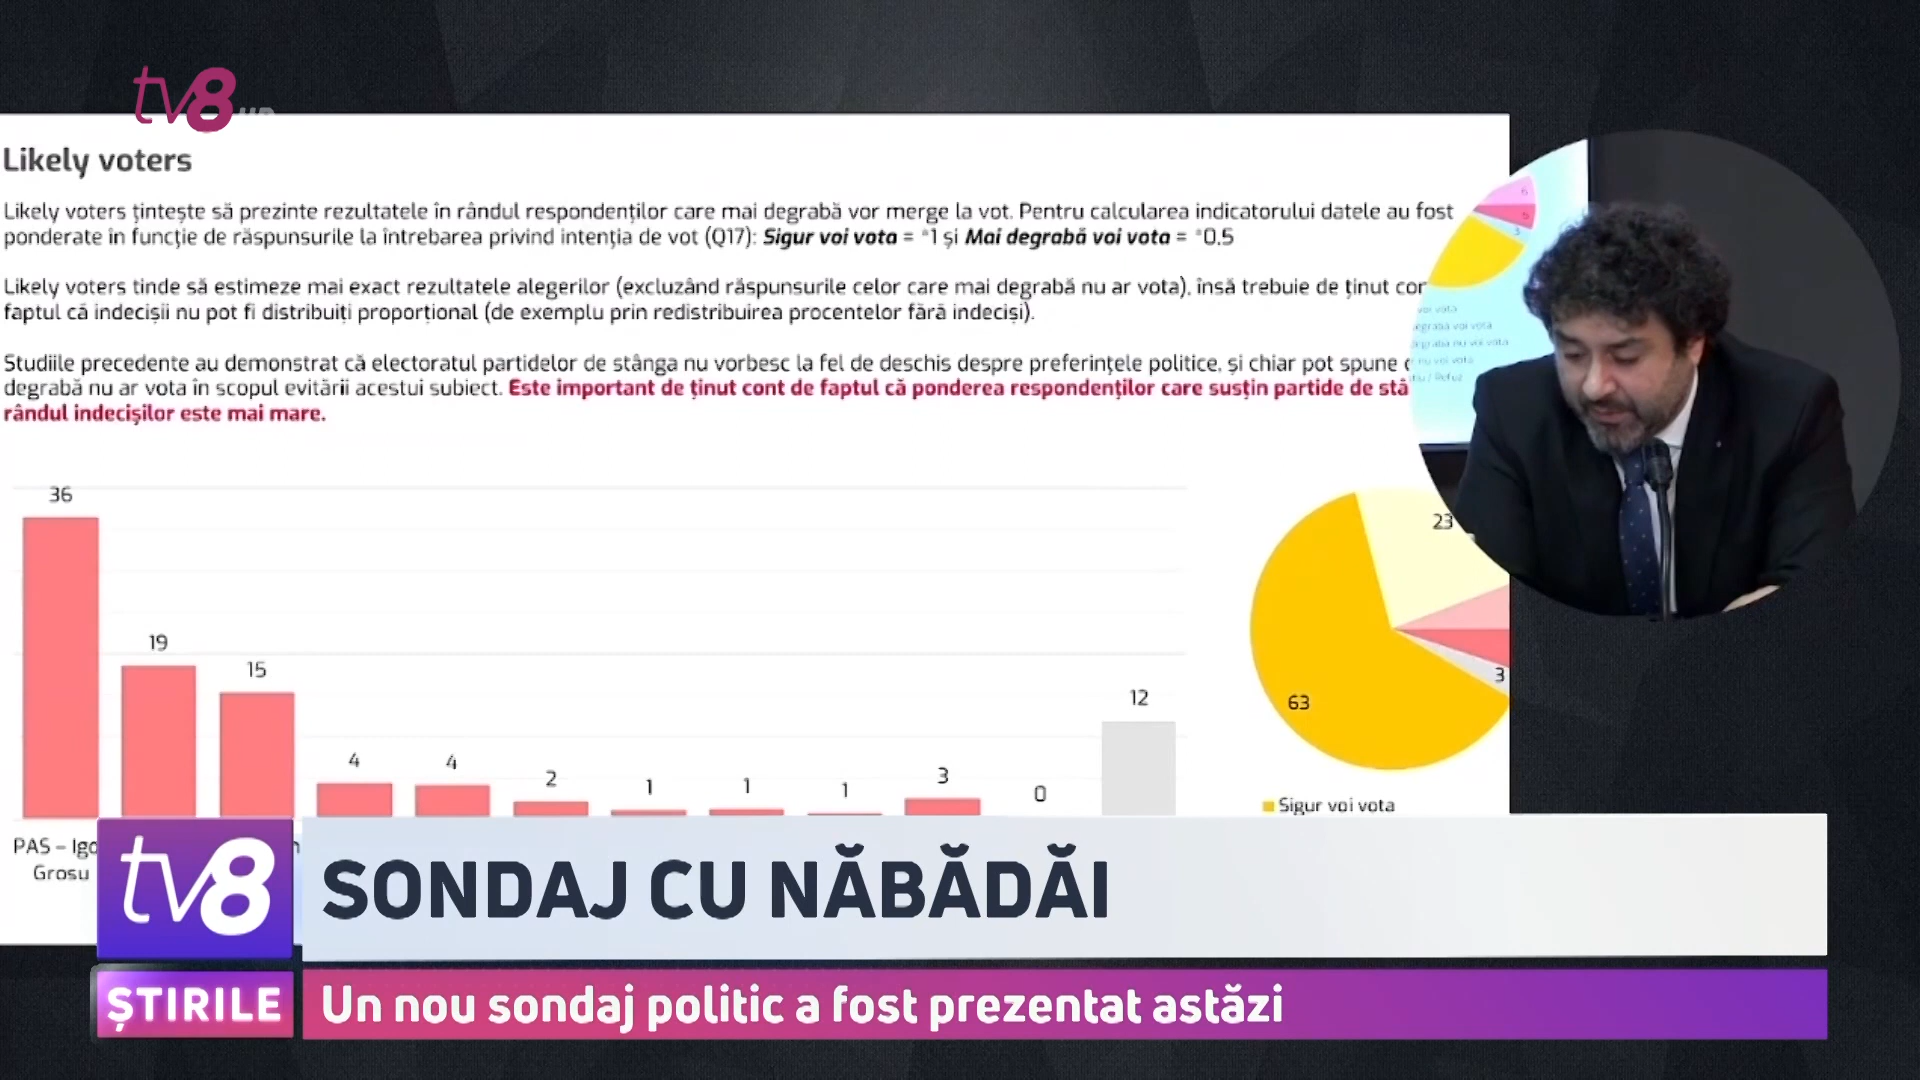 tv8
Likely voters
Likely voters țintește să prezinte rezultatele în rândul respondenților care mai degrabă vor merge la vot. Pentru calcularea indicatorului datele au fost
ponderate în funcție de răspunsurile la întrebarea privind intenția de vot (Q17): Sigur voi vota = *1 și Mai degrabă voi vota = *0.5
Likely voters tinde să estimeze mai exact rezultatele alegerilor (excluzând răspunsurile celor care mai degrabă nu ar vota), însă trebuie de ținut
faptul că indecișii nu pot fi distribuiți proporțional (de exemplu prin redistribuirea procentelor fără indeciși).
Studiile precedente au demonstrat că electoratul partidelor de stânga nu vorbesc la fel de deschis despre preferințele politice, și chiar pot spune
degrabă nu ar vota în scopul evitării acestui subiect. Este important de ținut cont de faptul că ponderea respondenților care susțin partide de stâ
rândul indecișilor este mai mare.
36
19
15
4
4
2
1
1
1
3
0
12
23
3
63
Sigur voi vota
PAS – Igo
Grosu
tv8
SONDAJ CU NĂBĂDĂI
ȘTIRILE
Un nou sondaj politic a fost prezentat astăzi